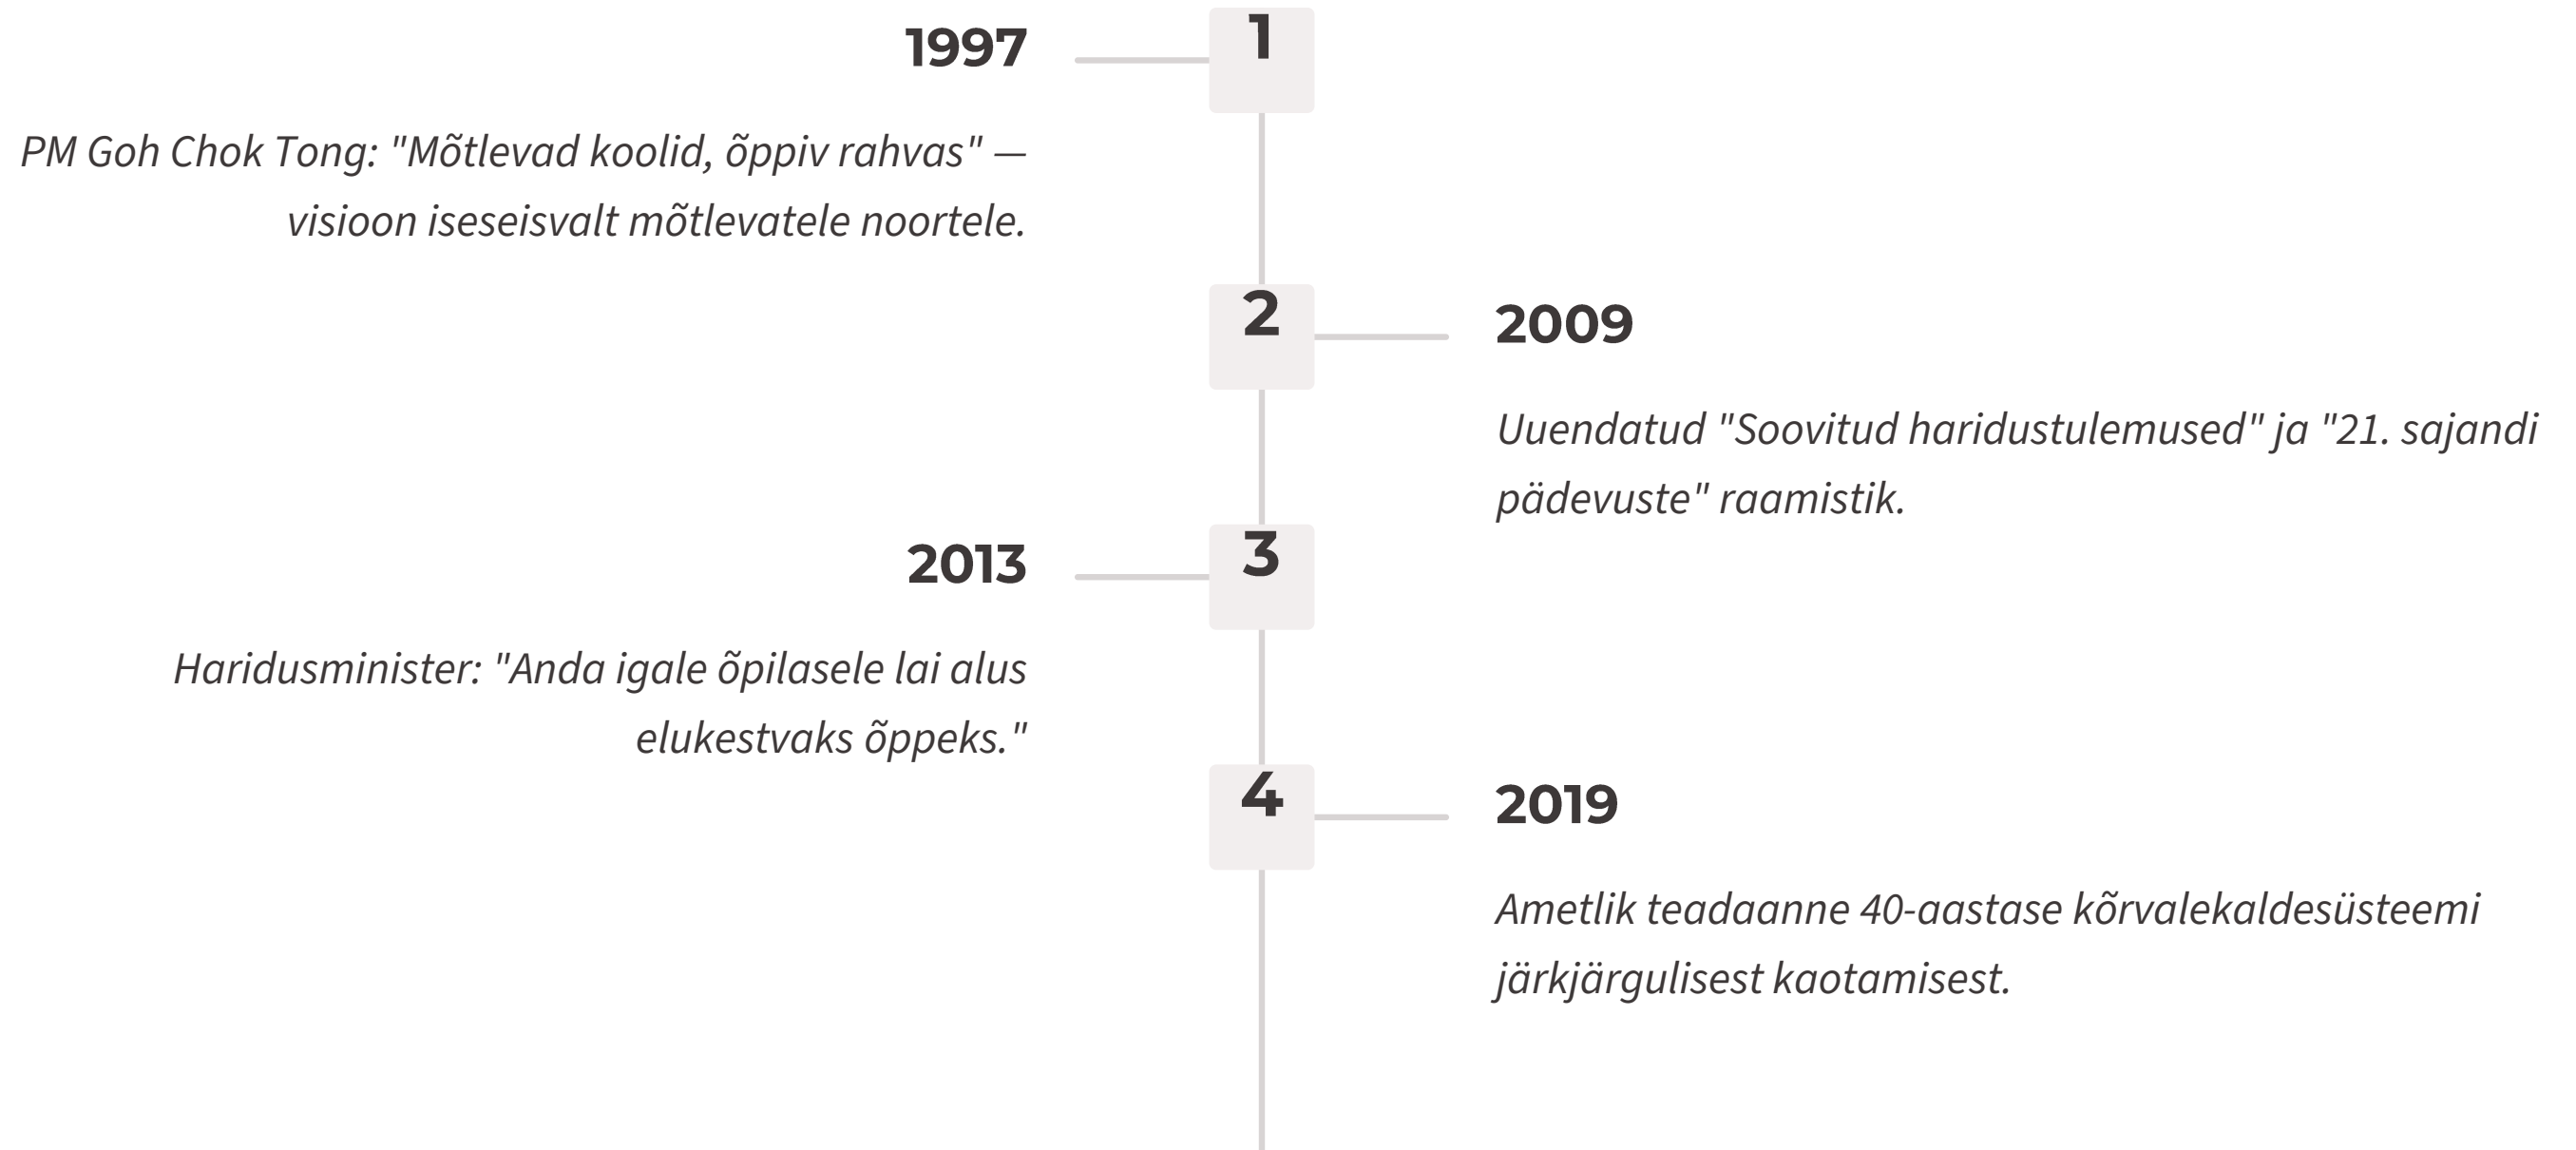 1
1997
PM Goh Chok Tong: "Mõtlevad koolid, õppiv rahvas" —
visioon iseseisvalt mõtlevatele noortele.
2
2009
Uuendatud "Soovitud haridustulemused" ja "21. sajandi
pädevuste" raamistik.
3
2013
Haridusminister: "Anda igale õpilasele lai alus
elukestvaks õppeks."
4
2019
Ametlik teadaanne 40-aastase kõrvalekaldesüsteemi
järkjärgulisest kaotamisest.